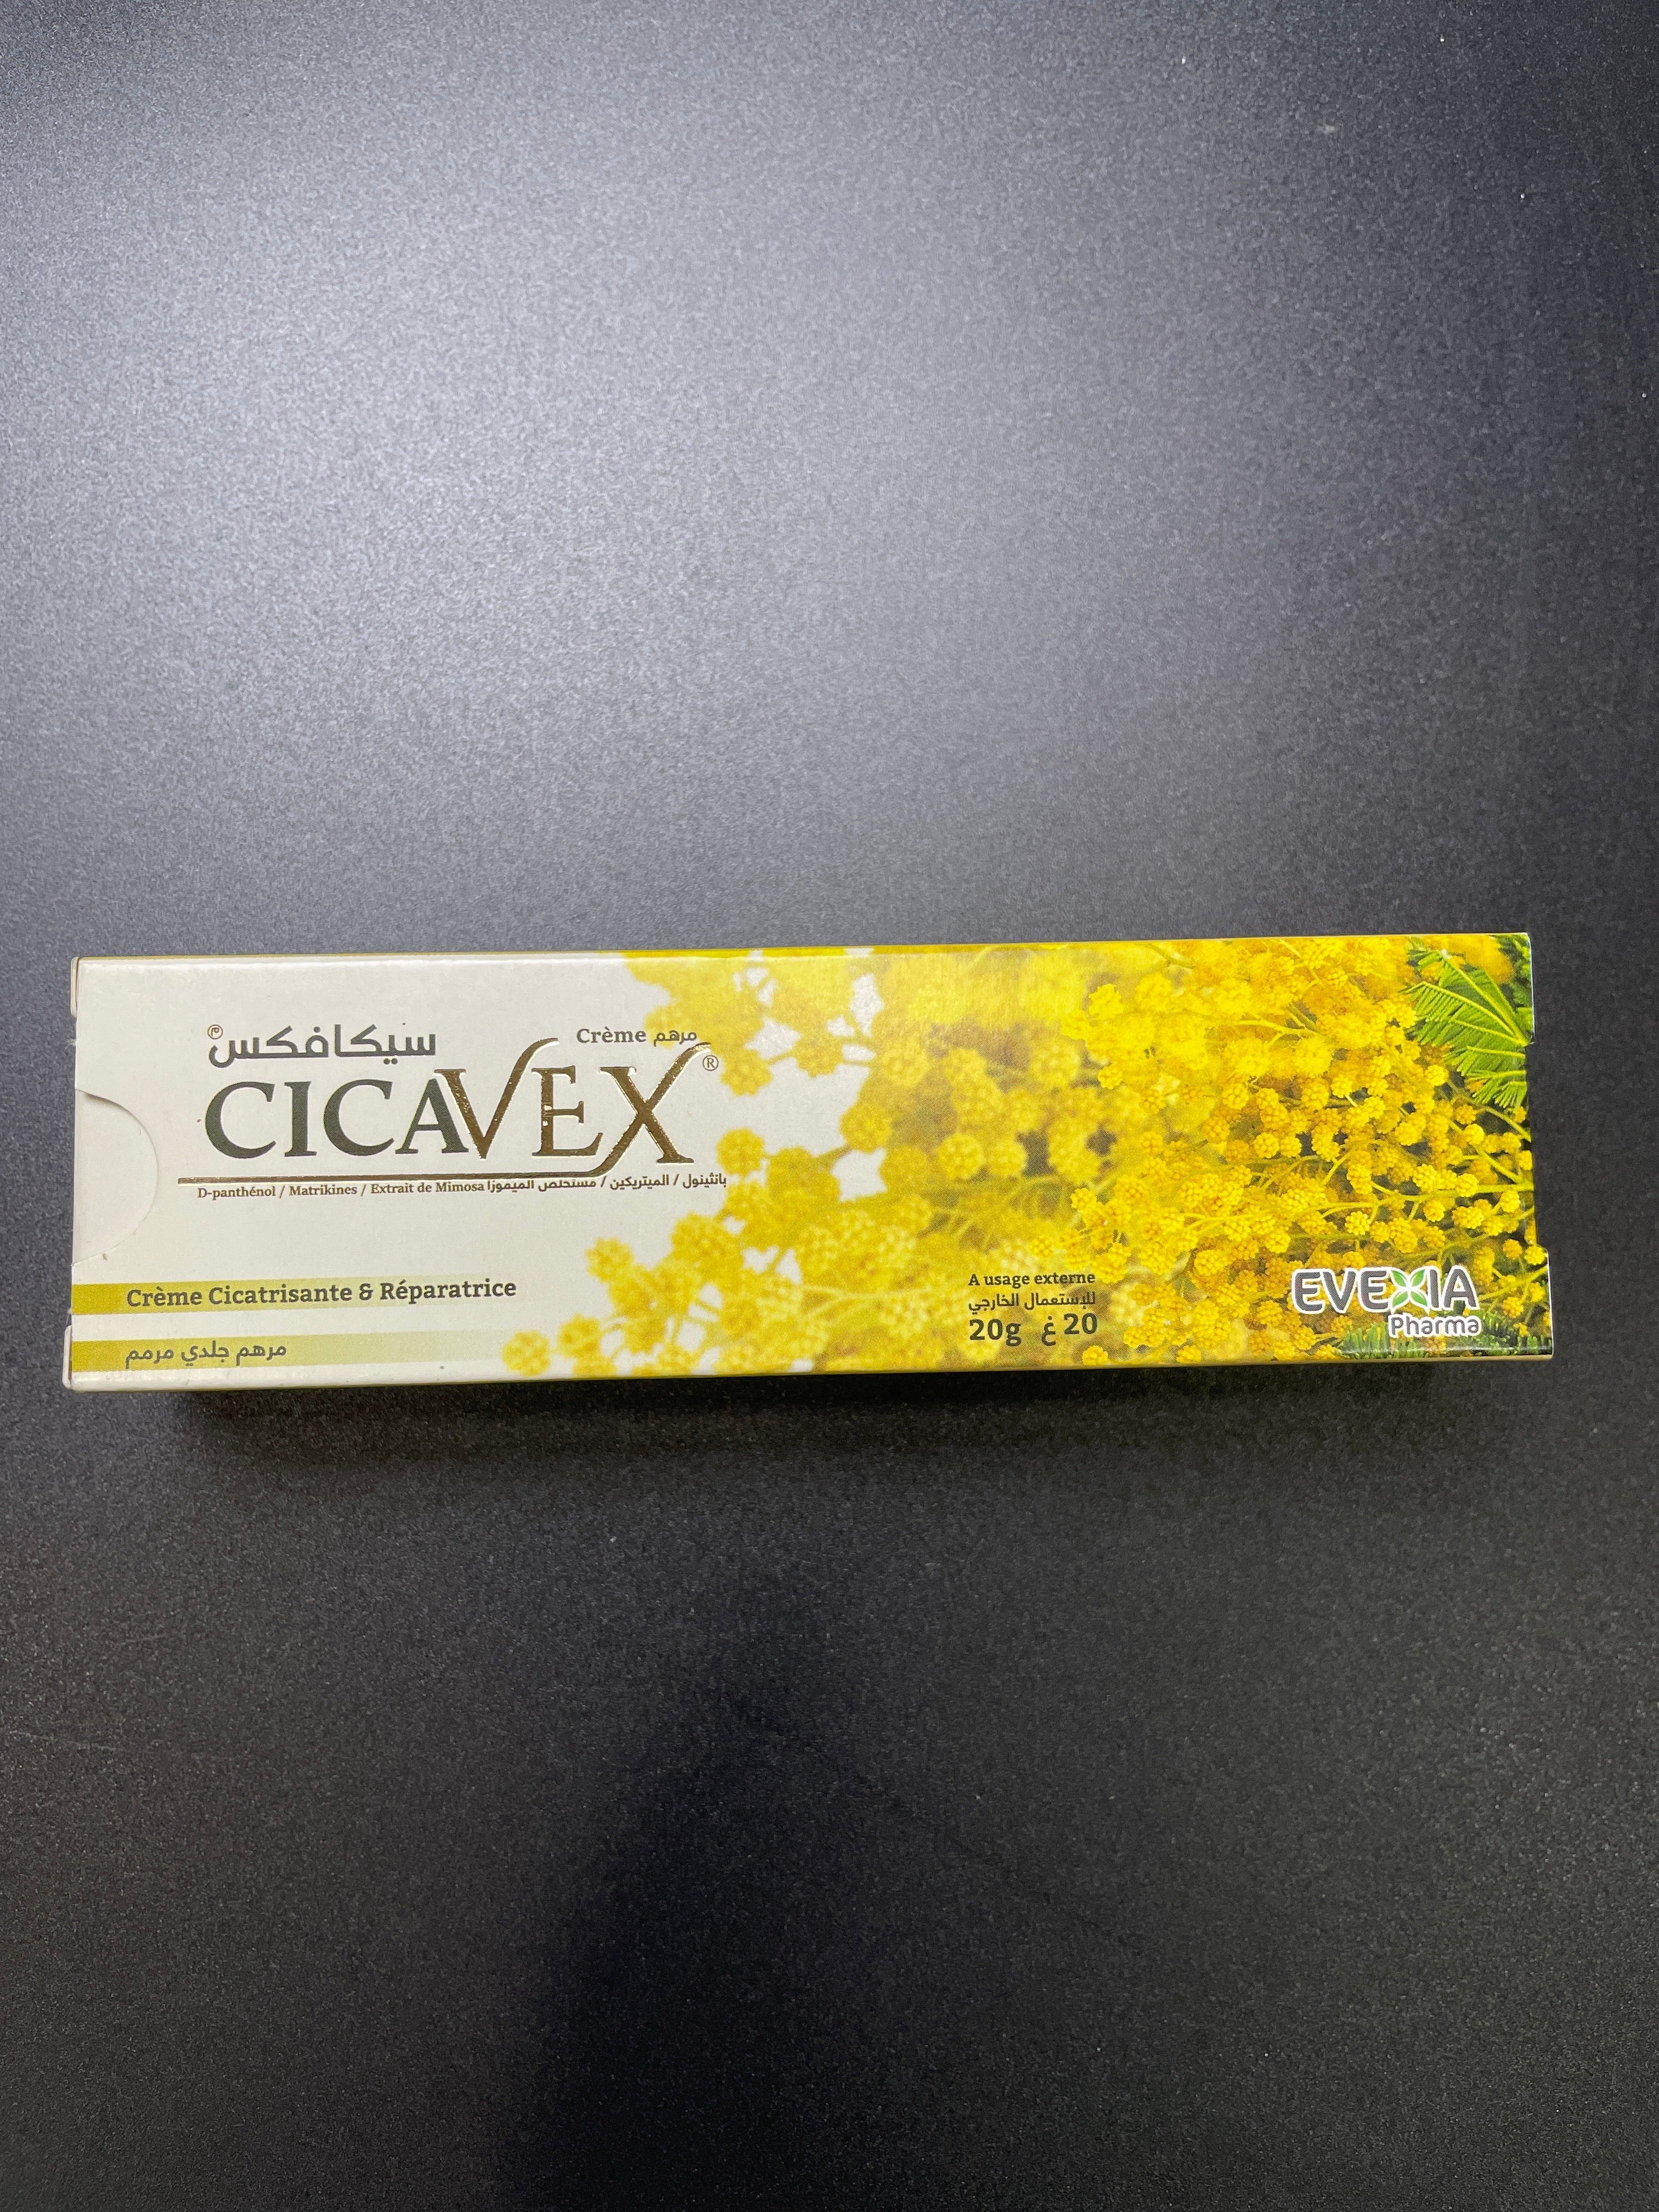 سيكافكس®
Crème مرهم
CICAVEX®
D-panthénol / Matrikines / Extrait de Mimosa بانثينول / الميتريكين / مستخلص الميموزا
Crème Cicatrisante & Réparatrice
مرهم جلدي مرمم
A usage externe
للإستعمال الخارجي
20g 20 غ
EVEXIA
Pharma